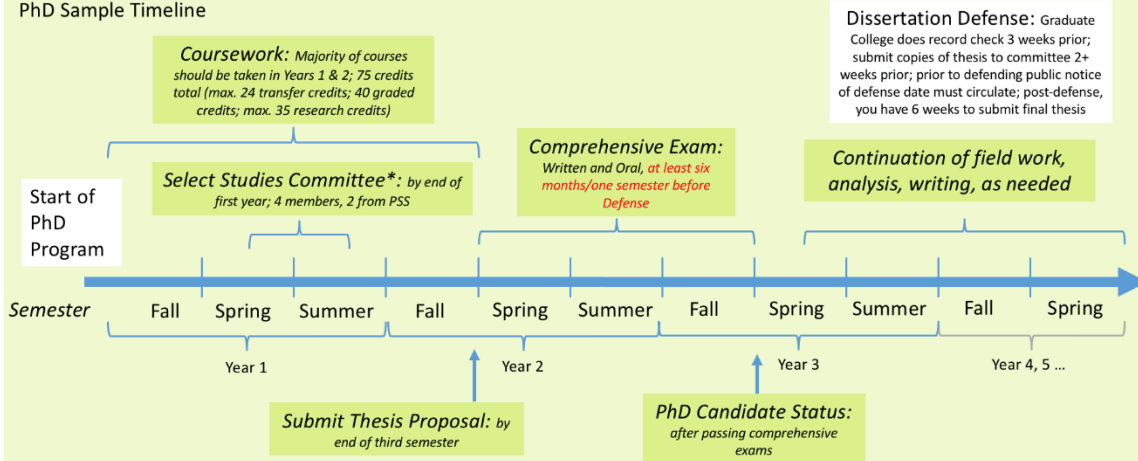 PhD Sample Timeline
Coursework: Majority of courses
should be taken in Years 1 & 2; 75 credits
total (max. 24 transfer credits; 40 graded
credits; max. 35 research credits)
Dissertation Defense: Graduate
College does record check 3 weeks prior;
submit copies of thesis to committee 2+
weeks prior; prior to defending public notice
of defense date must circulate; post-defense,
you have 6 weeks to submit final thesis
Select Studies Committee*: by end of
first year; 4 members, 2 from PSS
Comprehensive Exam:
Written and Oral, at least six
months/one semester before
Defense
Continuation of field work,
analysis, writing, as needed
Start of
PhD
Program
Semester Fall Spring Summer Fall Spring Summer Fall Spring Summer Fall Spring
Year 1 Year 2 Year 3 Year 4, 5 ...
Submit Thesis Proposal: by
end of third semester
PhD Candidate Status:
after passing comprehensive
exams